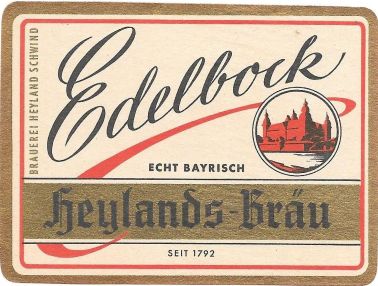 BRAUEREI HEYLAND SCHWIND
Edelbock
ECHT BAYRISCH
Heylands-Bräu
SEIT 1792